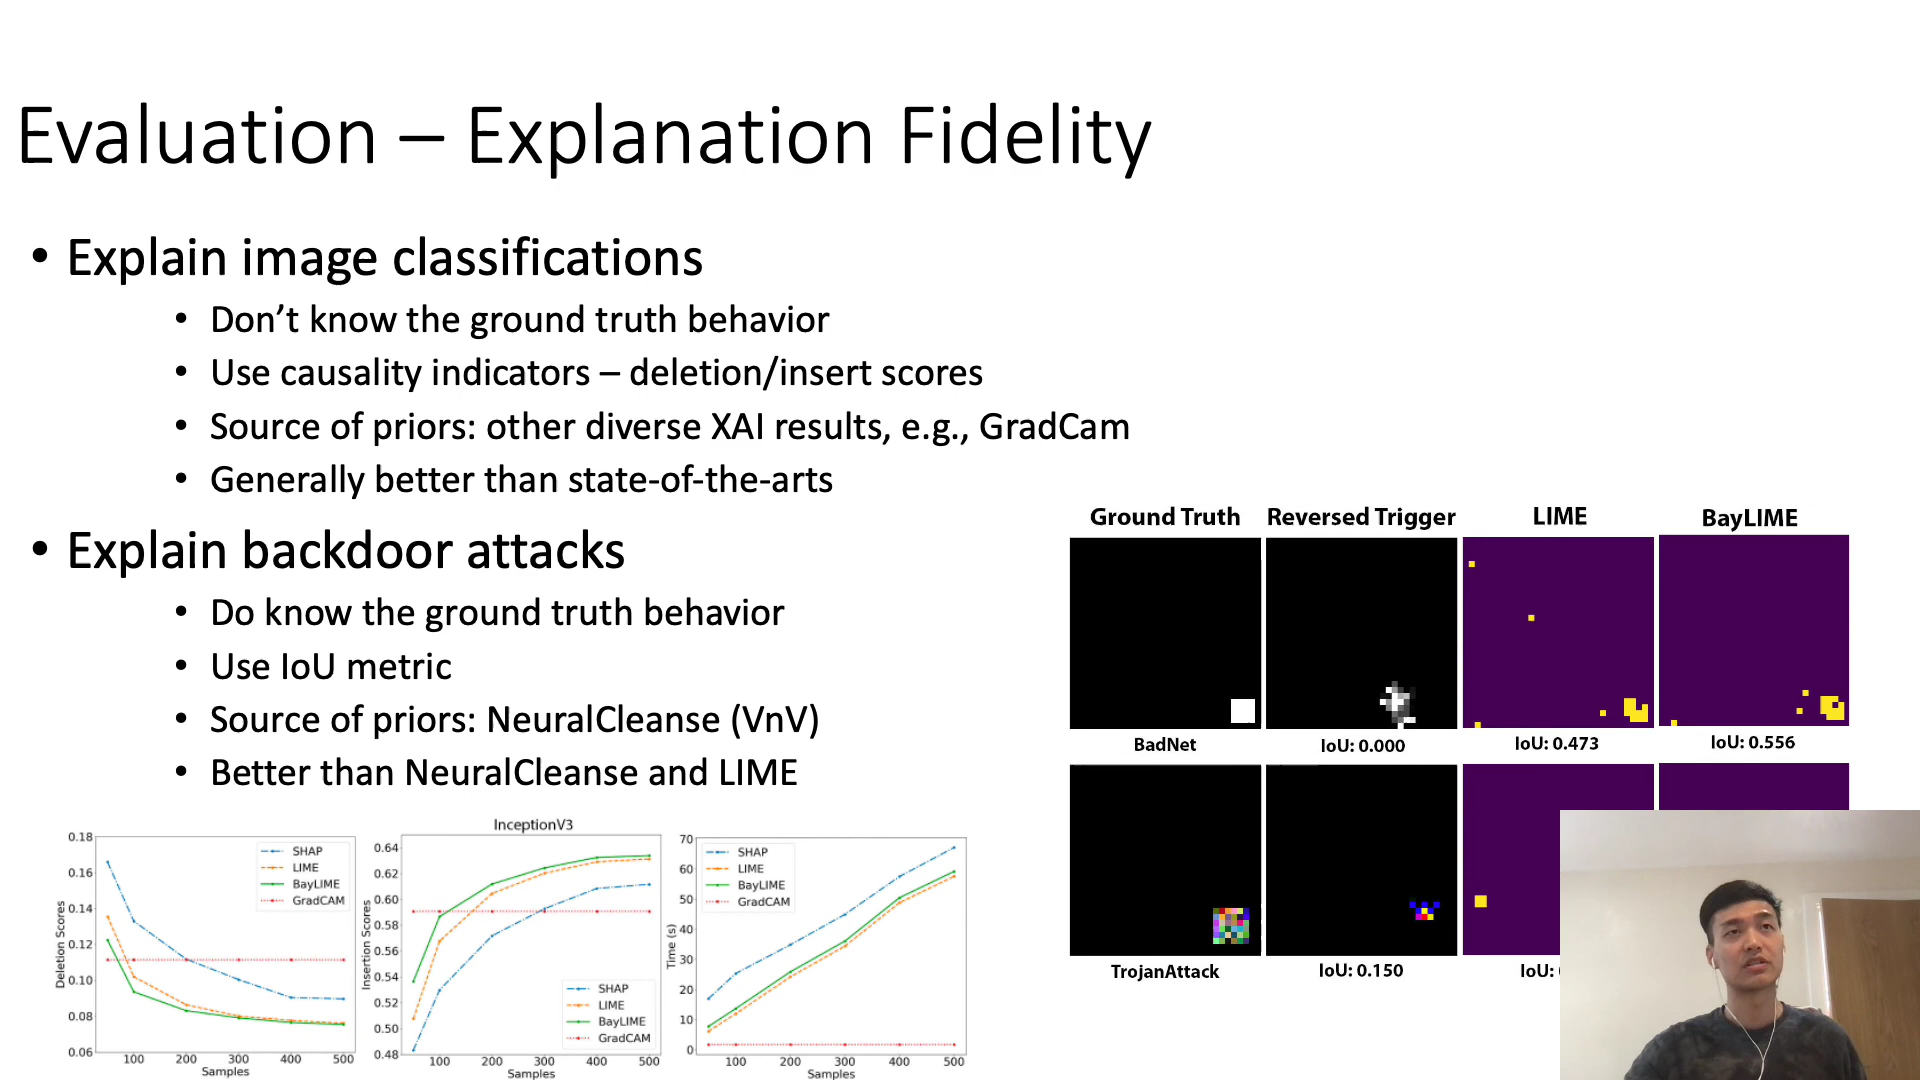 Evaluation – Explanation Fidelity
• Explain image classifications
• Don’t know the ground truth behavior
• Use causality indicators – deletion/insert scores
• Source of priors: other diverse XAI results, e.g., GradCam
• Generally better than state-of-the-arts
• Explain backdoor attacks
• Do know the ground truth behavior
• Use IoU metric
• Source of priors: NeuralCleanse (VnV)
• Better than NeuralCleanse and LIME
Ground Truth Reversed Trigger LIME BayLIME
BadNet IoU: 0.000 IoU: 0.473 IoU: 0.556
TrojanAttack IoU: 0.150 IoU:
InceptionV3
Deletion Scores
0.18
0.16
0.14
0.12
0.10
0.08
0.06
SHAP
LIME
BayLIME
GradCAM
100 200 300 400 500
Samples
Insertion Scores
0.64
0.62
0.60
0.58
0.56
0.54
0.52
0.50
0.48
SHAP
LIME
BayLIME
GradCAM
100 200 300 400 500
Samples
Time (s)
70
60
50
40
30
20
10
0
SHAP
LIME
BayLIME
GradCAM
100 200 300 400 500
Samples